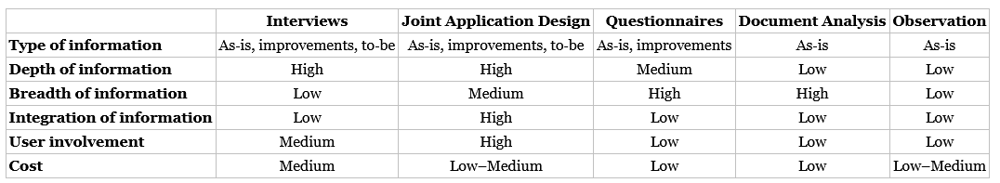 Interviews Joint Application Design Questionnaires Document Analysis Observation
Type of information As-is, improvements, to-be As-is, improvements, to-be As-is, improvements As-is As-is
Depth of information High High Medium Low Low
Breadth of information Low Medium High High Low
Integration of information Low High Low Low Low
User involvement Medium High Low Low Low
Cost Medium Low–Medium Low Low Low–Medium